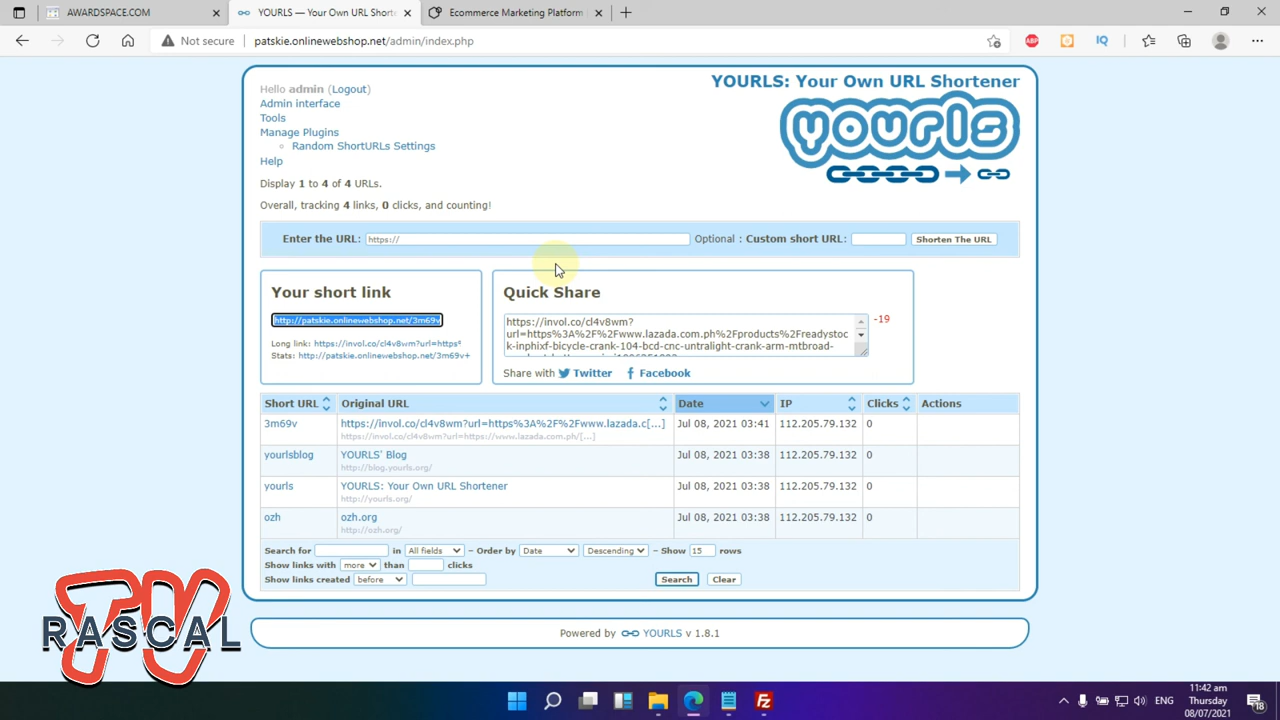 AWARDSPACE.COM
YOURLS — Your Own URL Shorte
Ecommerce Marketing Platform
Not secure
patskie.onlinewebshop.net/admin/index.php
ABP
IQ
Hello admin (Logout)
Admin interface
Tools
Manage Plugins
Random ShortURLs Settings
Help
YOURLS: Your Own URL Shortener
yourls
Display 1 to 4 of 4 URLs.
Overall, tracking 4 links, 0 clicks, and counting!
Enter the URL: https:// Optional : Custom short URL: Shorten The URL
Your short link
http://patskie.onlinewebshop.net/3m69v
Long link: https://invol.co/cl4v8wm?url=https%
Stats: http://patskie.onlinewebshop.net/3m69v+
Quick Share
https://invol.co/cl4v8wm?
url=https%3A%2F%2Fwww.lazada.com.ph%2Fproducts%2Freadystoc
k-inphixf-bicycle-crank-104-bcd-cnc-untralight-crank-arm-mtbroad-
-19
Share with Twitter Facebook
Short URL Original URL Date IP Clicks Actions
3m69v https://invol.co/cl4v8wm?url=https%3A%2F%2Fwww.lazada.c[...] Jul 08, 2021 03:41 112.205.79.132 0
https://invol.co/cl4v8wm?url=https://www.lazada.com.ph/[...]
yourlsblog YOURLS' Blog Jul 08, 2021 03:38 112.205.79.132 0
http://blog.yourls.org/
yourls YOURLS: Your Own URL Shortener Jul 08, 2021 03:38 112.205.79.132 0
http://yourls.org/
ozh ozh.org Jul 08, 2021 03:38 112.205.79.132 0
http://ozh.org/
Search for in All fields – Order by Date Descending – Show 15 rows
Show links with more than clicks
Show links created before
Search Clear
Powered by YOURLS v 1.8.1
TV
RASCAL
ENG
11:42 am
Thursday
08/07/2021
18